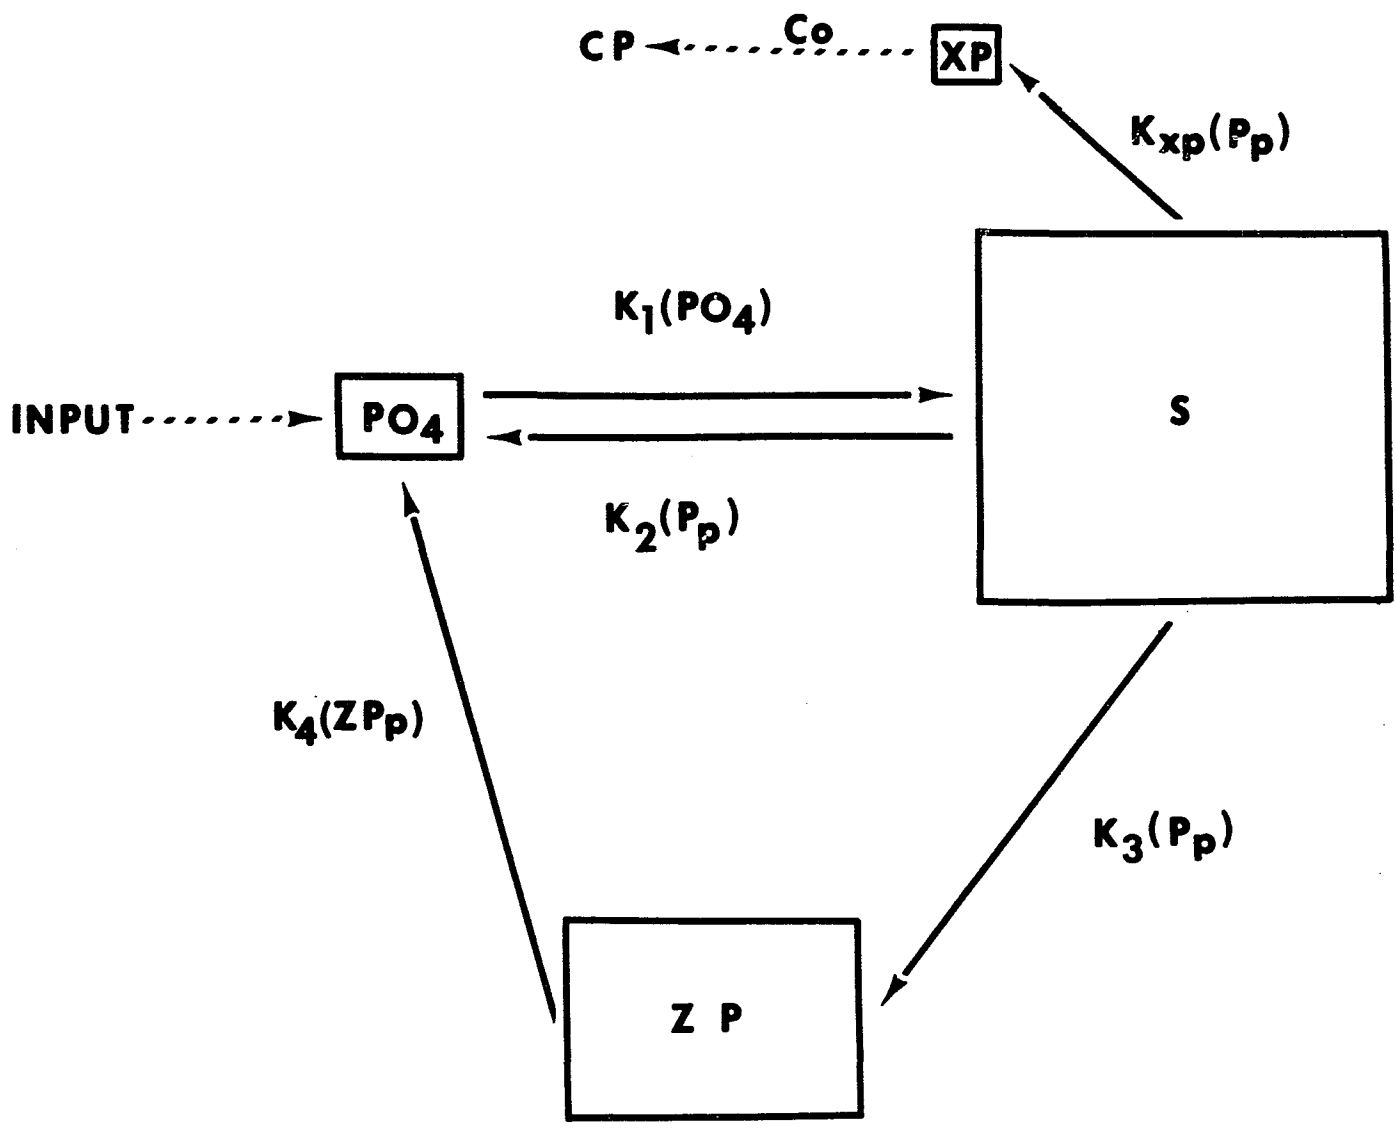 Co
CP
XP
Kxp(Pp)
K1(PO4)
INPUT
PO4
S
K2(Pp)
K4(ZPp)
K3(Pp)
Z P